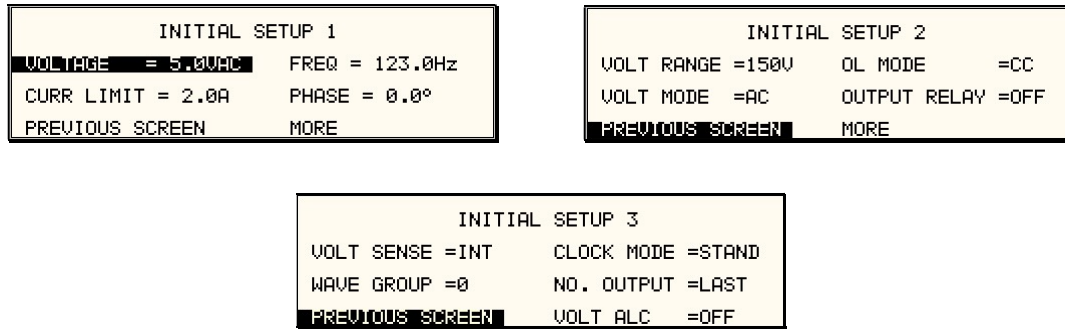 INITIAL SETUP 1
VOLTAGE = 5.0VAC FREQ = 123.0Hz
CURR LIMIT = 2.0A PHASE = 0.0°
PREVIOUS SCREEN MORE
INITIAL SETUP 2
VOLT RANGE =150V OL MODE =CC
VOLT MODE =AC OUTPUT RELAY =OFF
PREVIOUS SCREEN MORE
INITIAL SETUP 3
VOLT SENSE =INT CLOCK MODE =STAND
WAVE GROUP =0 NO. OUTPUT =LAST
PREVIOUS SCREEN VOLT ALC =OFF